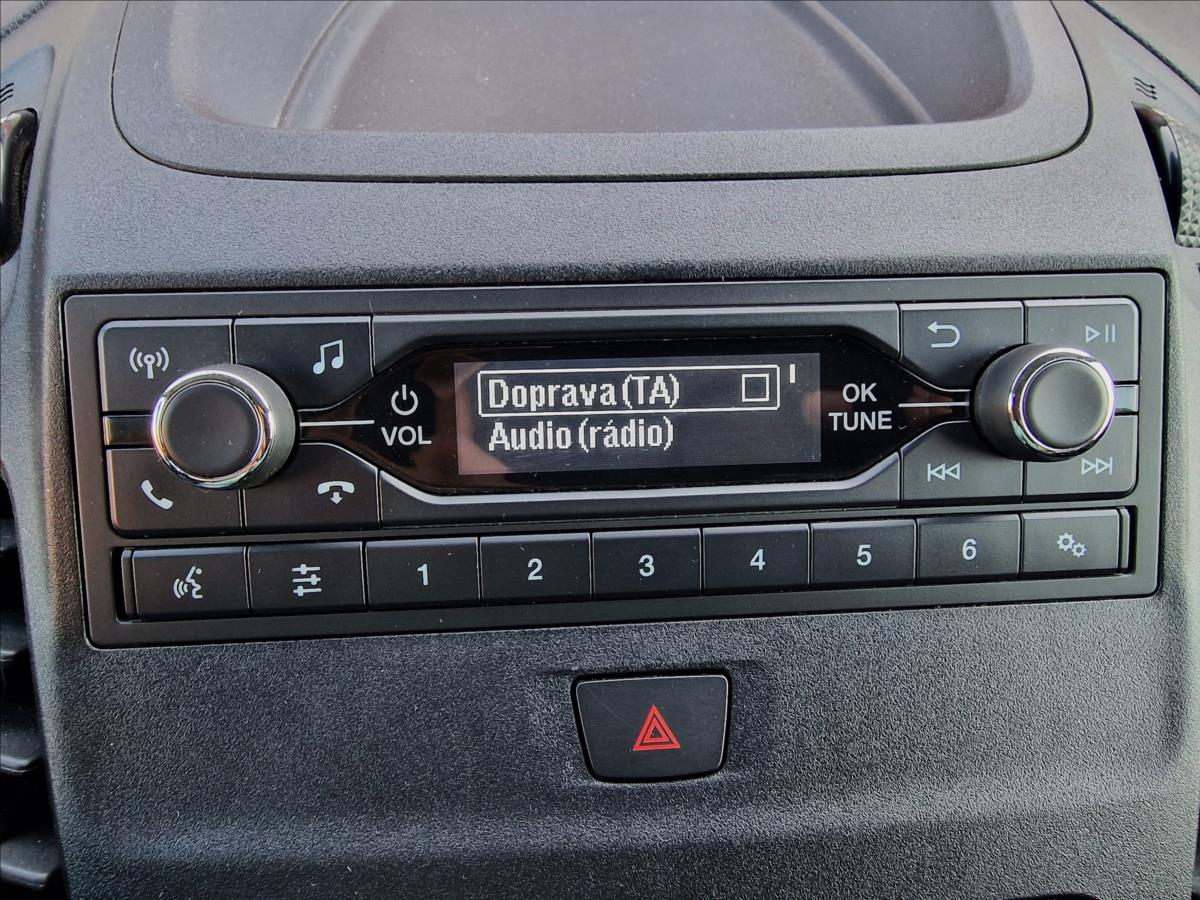 Doprava (TA)
Audio (rádio)
VOL
OK
TUNE
1 2 3 4 5 6